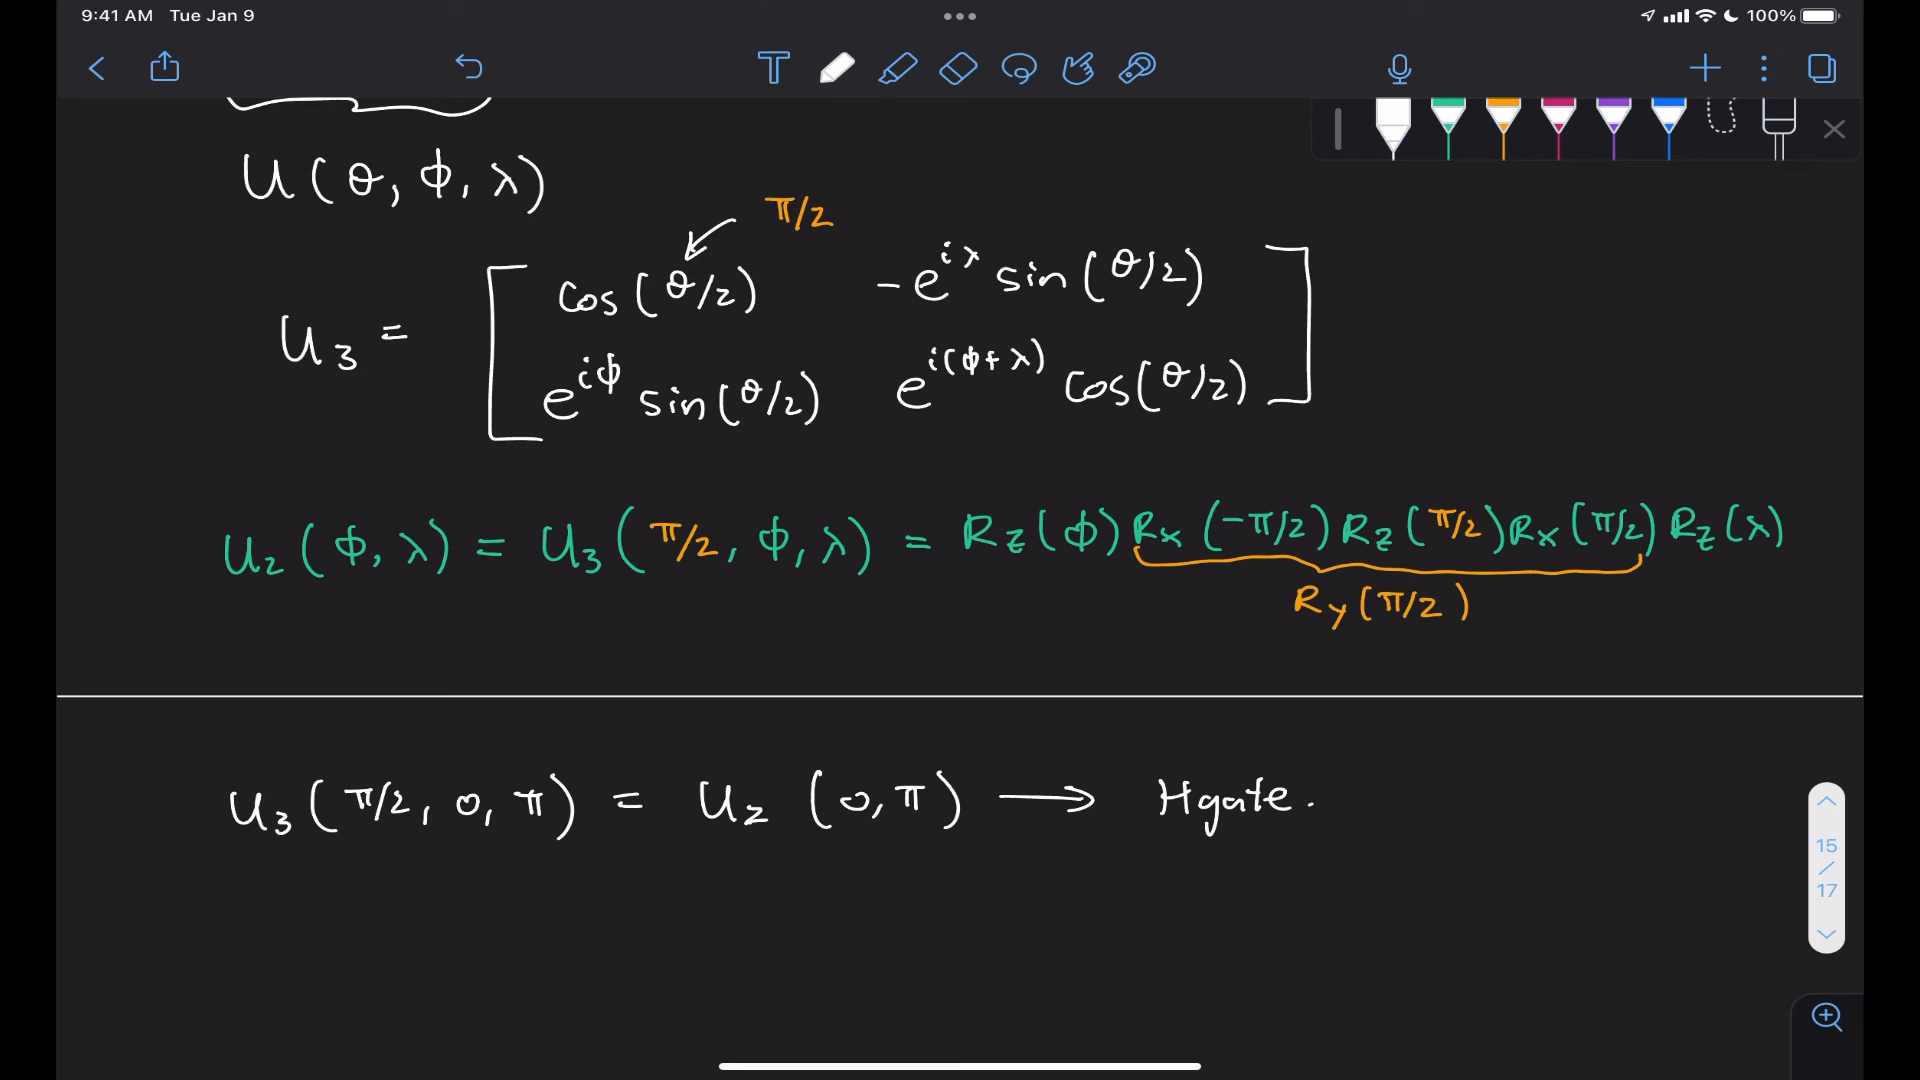 9:41 AM Tue Jan 9
100%
T
U(θ, φ, λ)
π/2
U₃ = [ cos(θ/2) -e^{iλ} sin(θ/2)
e^{iφ} sin(θ/2) e^{i(φ+λ)} cos(θ/2) ]
U₂(φ, λ) = U₃(π/2, φ, λ) = Rz(φ) Rx(-π/2) Rz(π/2) Rx(π/2) Rz(λ)
Ry(π/2)
U₃(π/2, 0, π) = U₂ (0, π) → H gate.
15
/
17